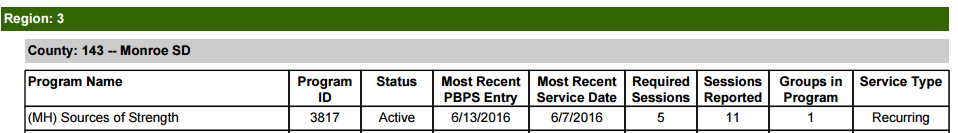 Region: 3
County: 143 -- Monroe SD
Program Name Program Status Most Recent Most Recent Required Sessions Groups in Service Type
ID PBPS Entry Service Date Sessions Reported Program
(MH) Sources of Strength 3817 Active 6/13/2016 6/7/2016 5 11 1 Recurring